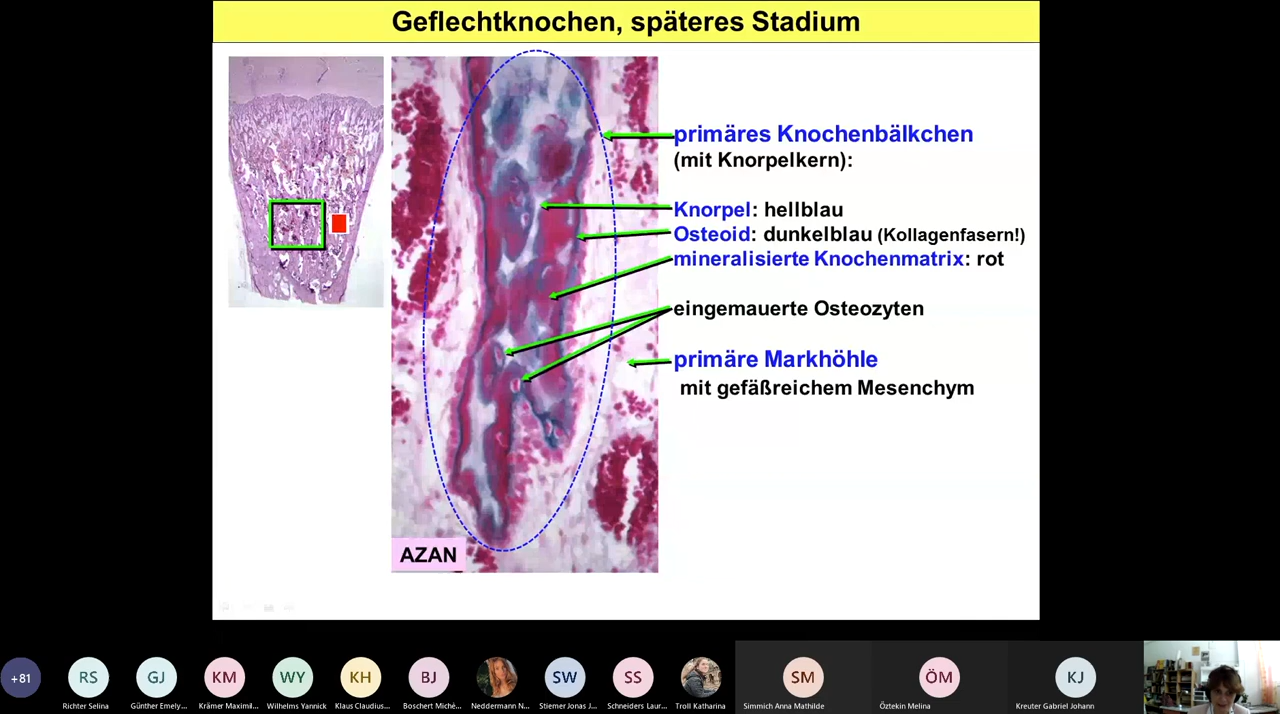 Geflechtknochen, späteres Stadium
primäres Knochenbälkchen
(mit Knorpelkern):
Knorpel: hellblau
Osteoid: dunkelblau (Kollagenfasern!)
mineralisierte Knochenmatrix: rot
eingemauerte Osteozyten
primäre Markhöhle
mit gefäßreichem Mesenchym
AZAN
+81
RS
GJ
KM
WY
KH
BJ
SW
SS
SM
ÖM
KJ
Richter Selina
Günther Emely...
Krämer Maximil...
Wilhelms Yannick
Klaus Claudius...
Boschert Michè...
Neddermann N...
Stiemer Jonas J...
Schneiders Laur...
Troll Katharina
Simmich Anna Mathilde
Öztekin Melina
Kreuter Gabriel Johann